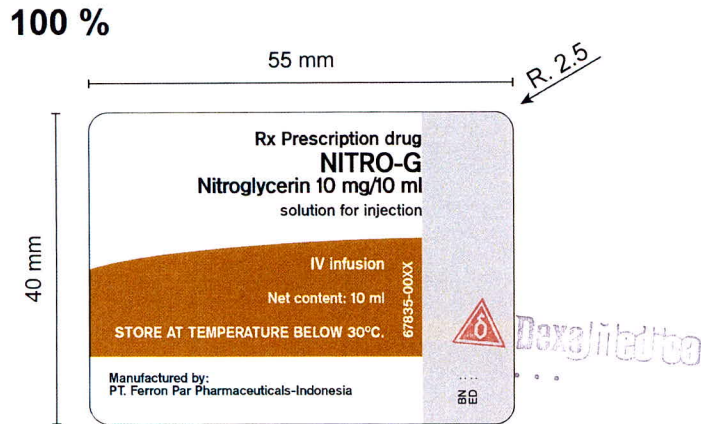 100 %
55 mm
R. 2.5
40 mm
Rx Prescription drug
NITRO-G
Nitroglycerin 10 mg/10 ml
solution for injection
IV infusion
Net content: 10 ml
STORE AT TEMPERATURE BELOW 30°C.
67835-00XX
Manufactured by:
PT. Ferron Par Pharmaceuticals-Indonesia
BN :
ED :
Dexa Medica